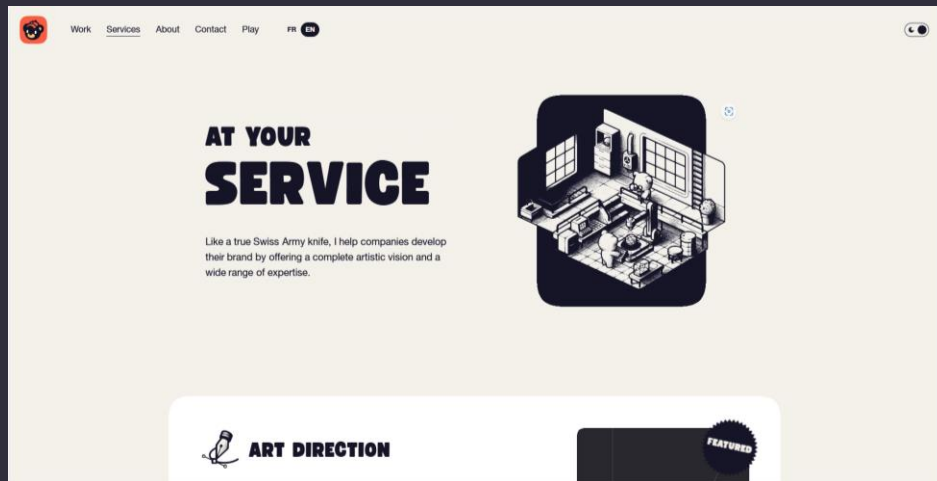 Work Services About Contact Play FR EN
AT YOUR
SERVICE
Like a true Swiss Army knife, I help companies develop
their brand by offering a complete artistic vision and a
wide range of expertise.
ART DIRECTION
FEATURED